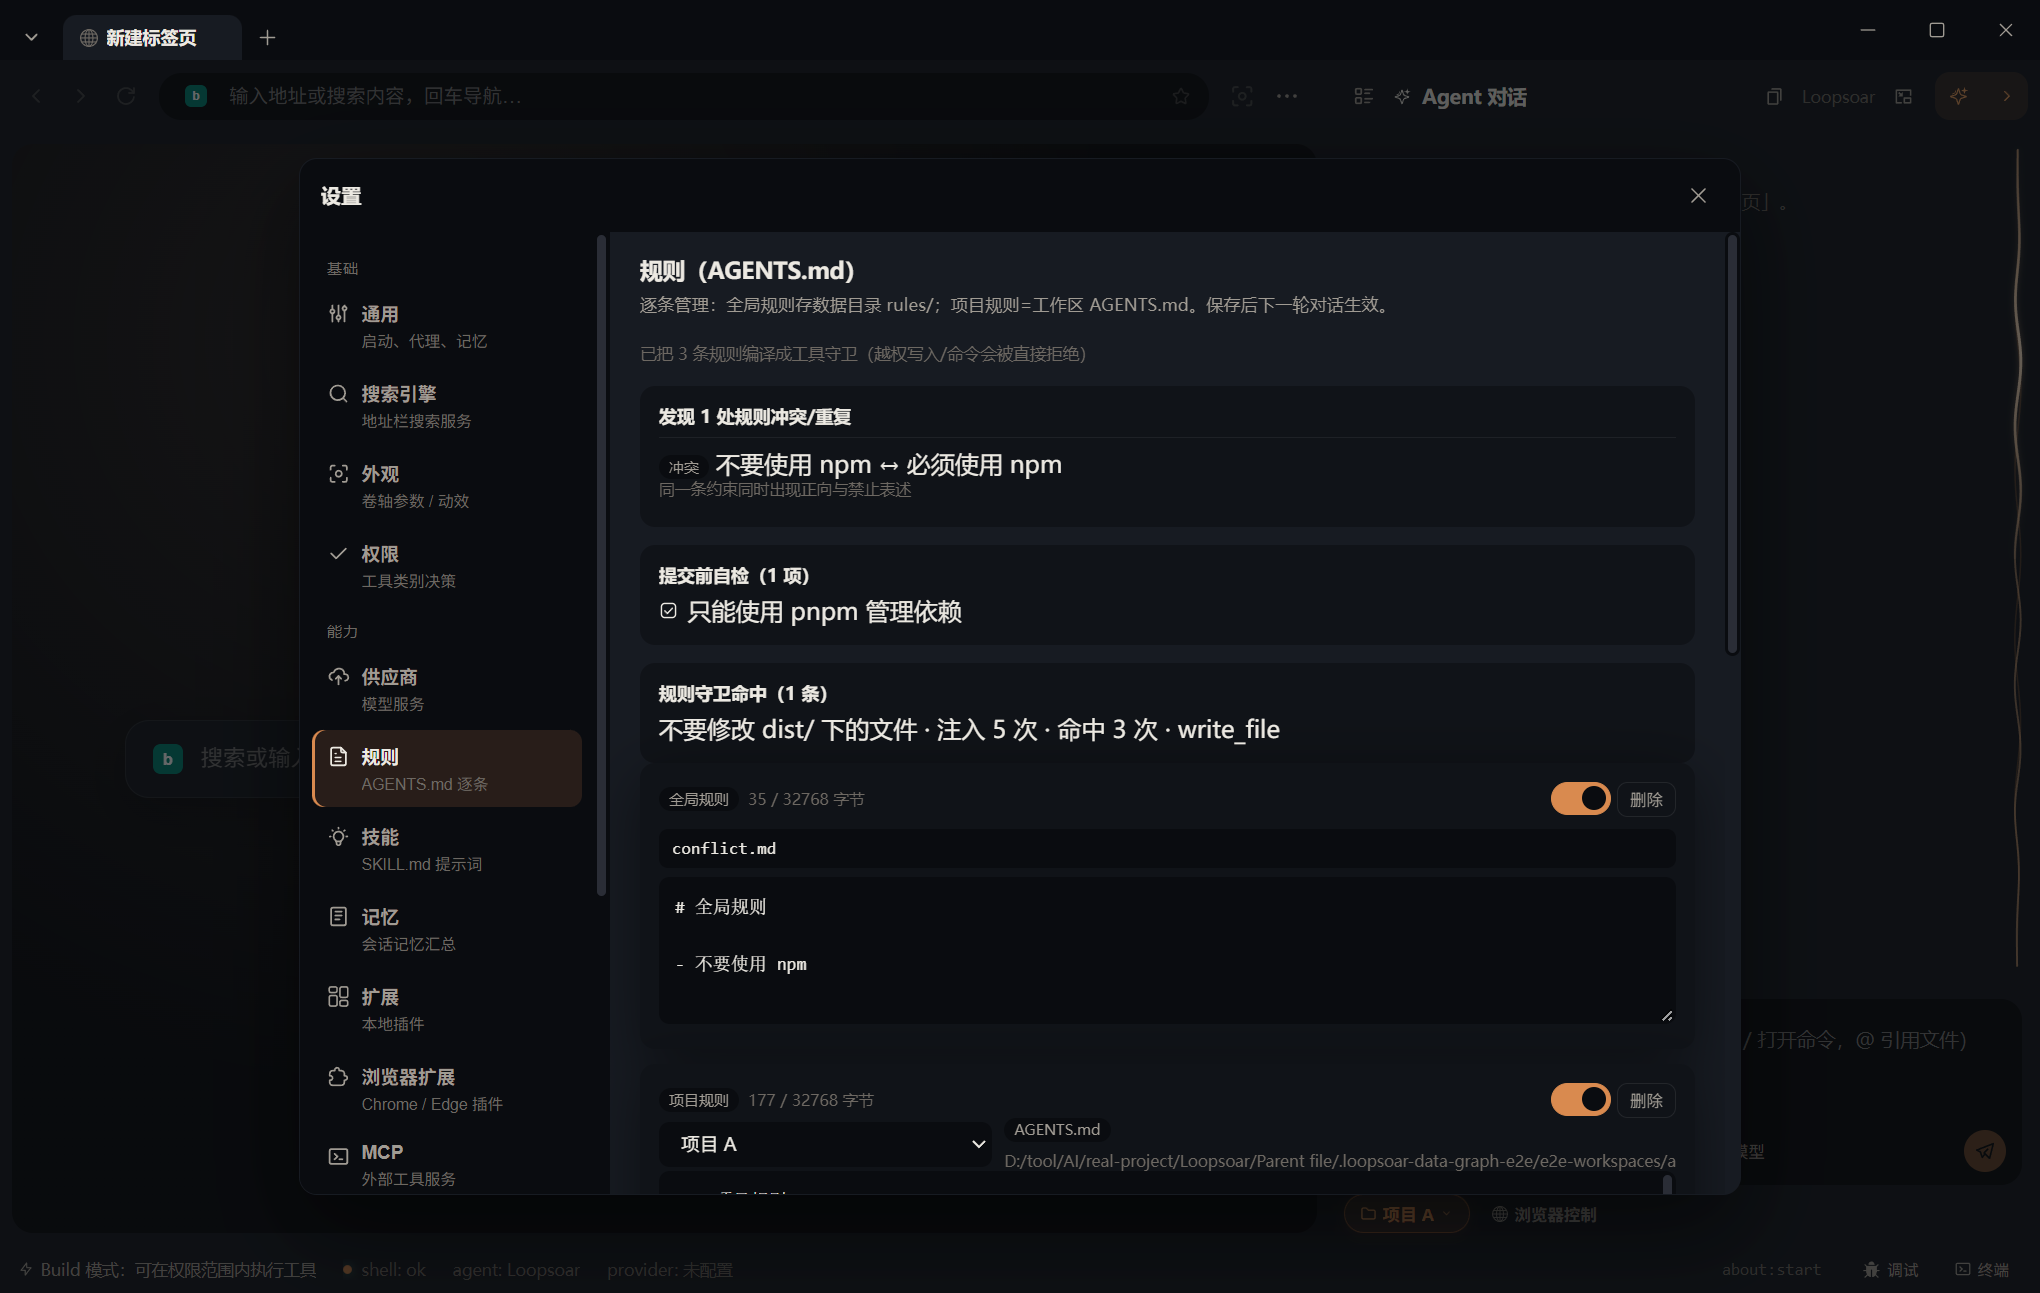 新建标签页
b 输入地址或搜索内容，回车导航…
Agent 对话
Loopsoar
页」。
设置
基础
通用
启动、代理、记忆
搜索引擎
地址栏搜索服务
外观
卷轴参数 / 动效
权限
工具类别决策
能力
供应商
模型服务
规则
AGENTS.md 逐条
技能
SKILL.md 提示词
记忆
会话记忆汇总
扩展
本地插件
浏览器扩展
Chrome / Edge 插件
MCP
外部工具服务
b 搜索或输入
规则（AGENTS.md）
逐条管理：全局规则存数据目录 rules/；项目规则=工作区 AGENTS.md。保存后下一轮对话生效。
已把 3 条规则编译成工具守卫（越权写入/命令会被直接拒绝）
发现 1 处规则冲突/重复
冲突 不要使用 npm ↔ 必须使用 npm
同一条约束同时出现正向与禁止表述
提交前自检（1 项）
只能使用 pnpm 管理依赖
规则守卫命中（1 条）
不要修改 dist/ 下的文件 · 注入 5 次 · 命中 3 次 · write_file
全局规则 35 / 32768 字节
删除
conflict.md
# 全局规则
- 不要使用 npm
项目规则 177 / 32768 字节
删除
项目 A
AGENTS.md
D:/tool/AI/real-project/Loopsoar/Parent file/.loopsoar-data-graph-e2e/e2e-workspaces/a
/ 打开命令，@ 引用文件)
模型
项目 A
浏览器控制
Build 模式：可在权限范围内执行工具
shell: ok
agent: Loopsoar
provider: 未配置
about:start
调试
终端